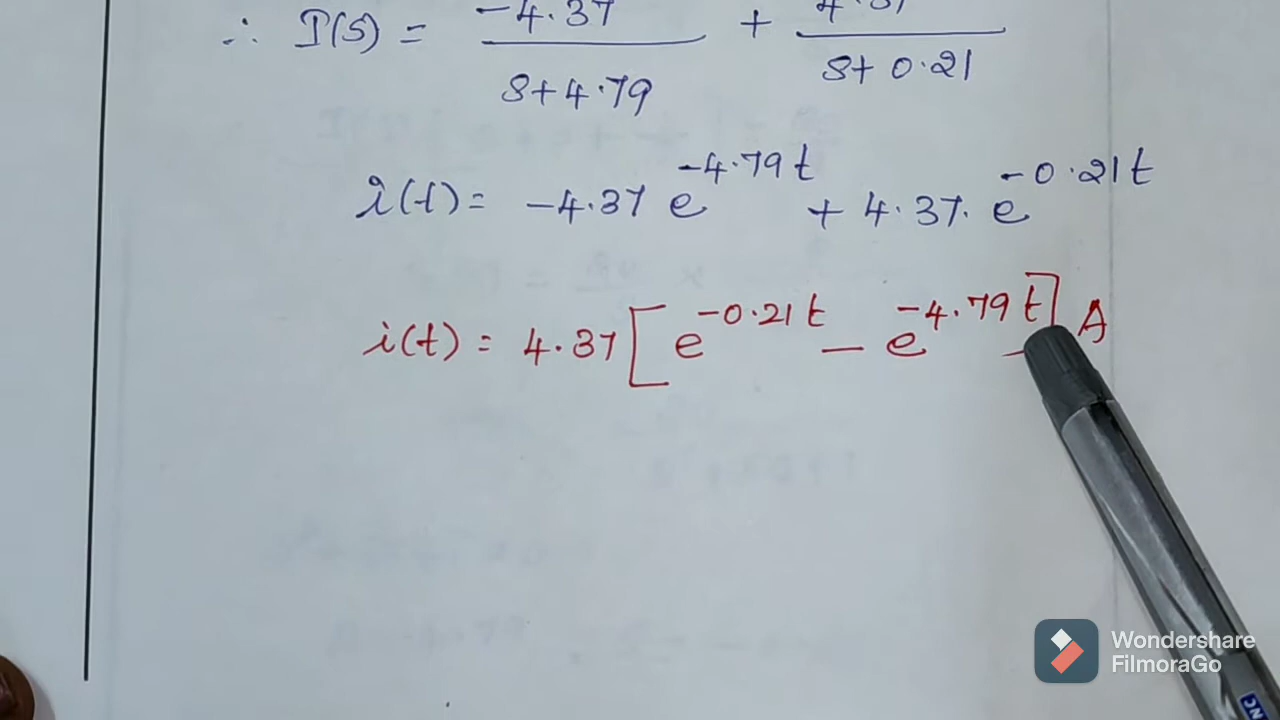 ∴ I(S) = -4.37 / S+4.79 + 4.37 / S+0.21
i(t) = -4.37 e^-4.79t + 4.37. e^-0.21t
i(t) = 4.37 [ e^-0.21t - e^-4.79t ] A
Wondershare
FilmoraGo